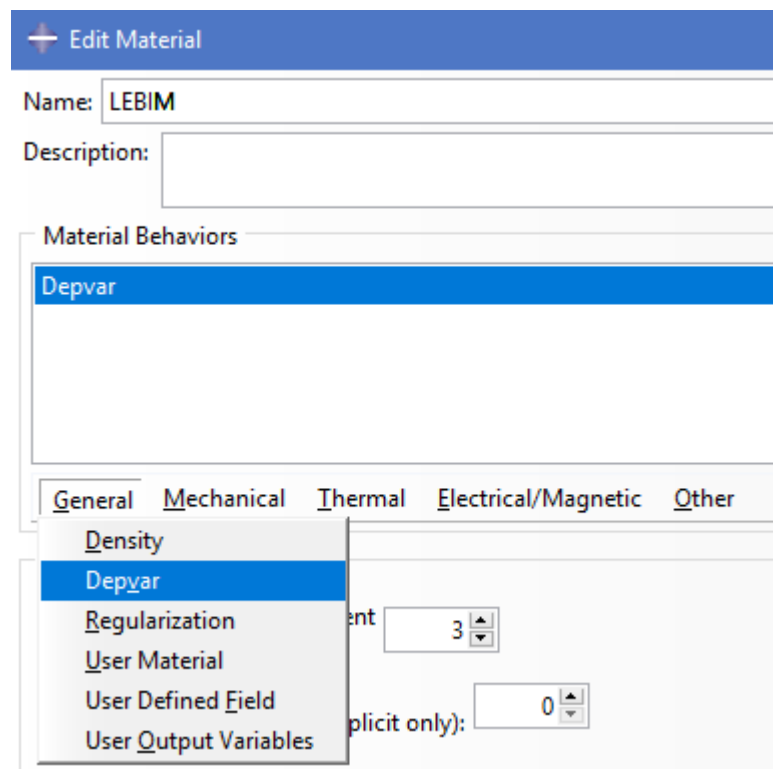 Edit Material
Name: LEBIM
Description:
Material Behaviors
Depvar
General Mechanical Thermal Electrical/Magnetic Other
Density
Depvar
Regularization
User Material
User Defined Field
User Output Variables
3
plicit only): 0